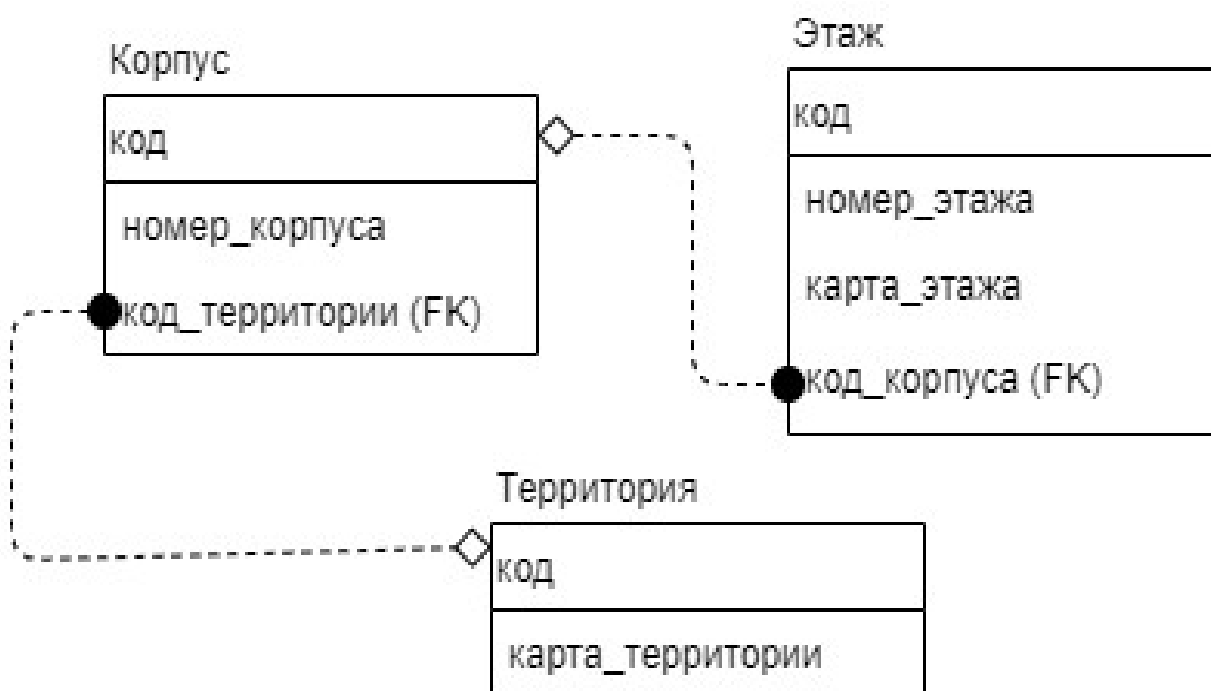 Корпус
код
номер_корпуса
код_территории (FK)
Этаж
код
номер_этажа
карта_этажа
код_корпуса (FK)
Территория
код
карта_территории